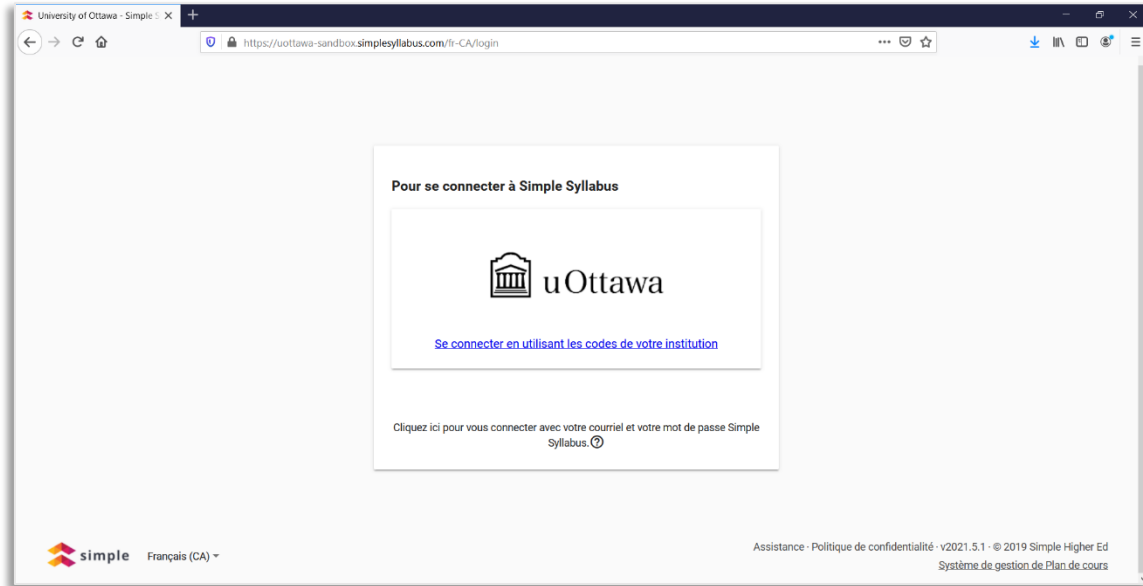 University of Ottawa - Simple S
https://uottawa-sandbox.simplesyllabus.com/fr-CA/login
Pour se connecter à Simple Syllabus
uOttawa
Se connecter en utilisant les codes de votre institution
Cliquez ici pour vous connecter avec votre courriel et votre mot de passe Simple
Syllabus.
simple Français (CA)
Assistance · Politique de confidentialité · v2021.5.1 · © 2019 Simple Higher Ed
Système de gestion de Plan de cours